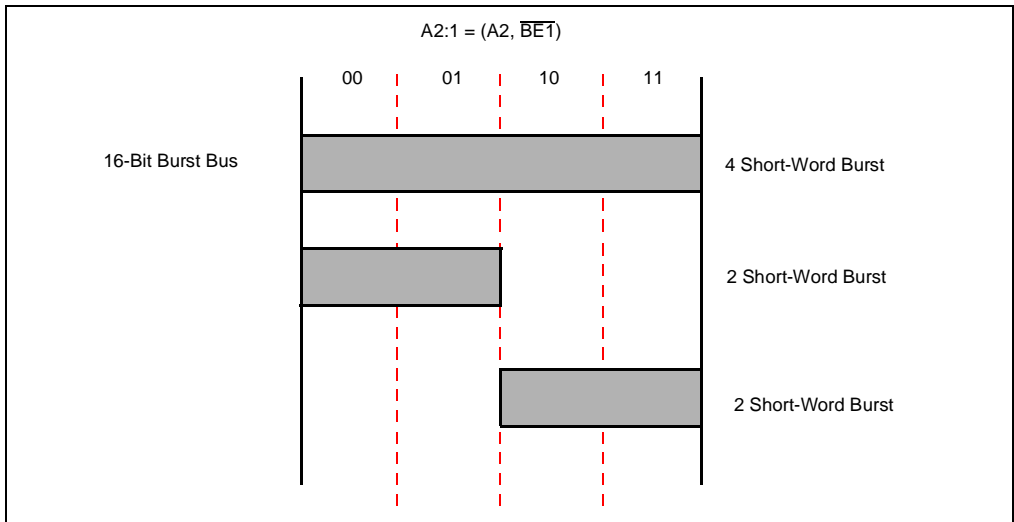 A2:1 = (A2, B̅E̅1̅)
00 01 10 11
16-Bit Burst Bus
4 Short-Word Burst
2 Short-Word Burst
2 Short-Word Burst